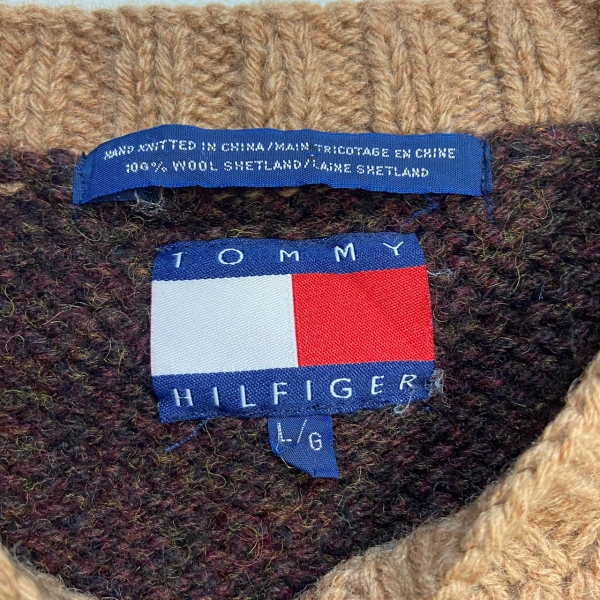 HAND KNITTED IN CHINA/MAIN TRICOTAGE EN CHINE
100% WOOL SHETLAND/LAINE SHETLAND
TOMMY
HILFIGER
L/G